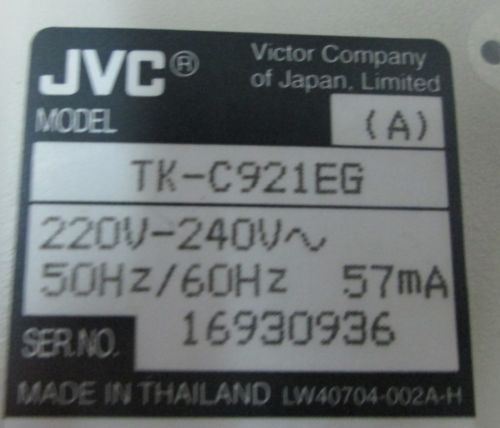 JVC® Victor Company
of Japan, Limited
MODEL (A)
TK-C921EG
220V-240V∿
50Hz/60Hz 57mA
SER.NO. 16930936
MADE IN THAILAND LW40704-002A-H